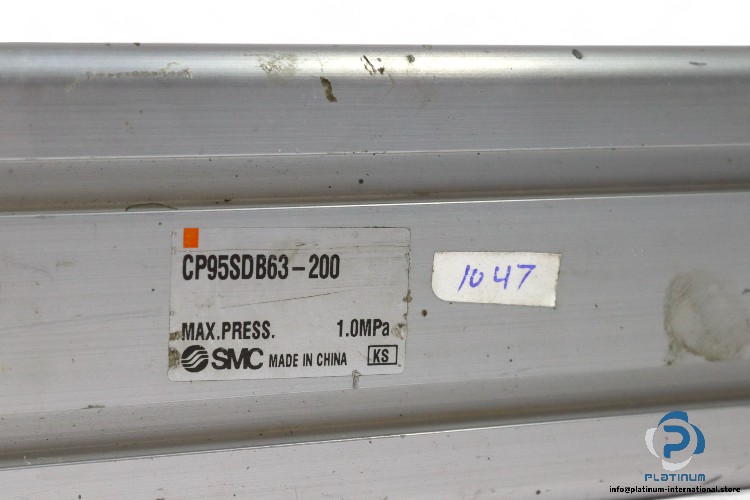 CP95SDB63-200
1047
MAX.PRESS. 1.0MPa
SMC MADE IN CHINA KS
PLATINUM
info@platinum-international.store